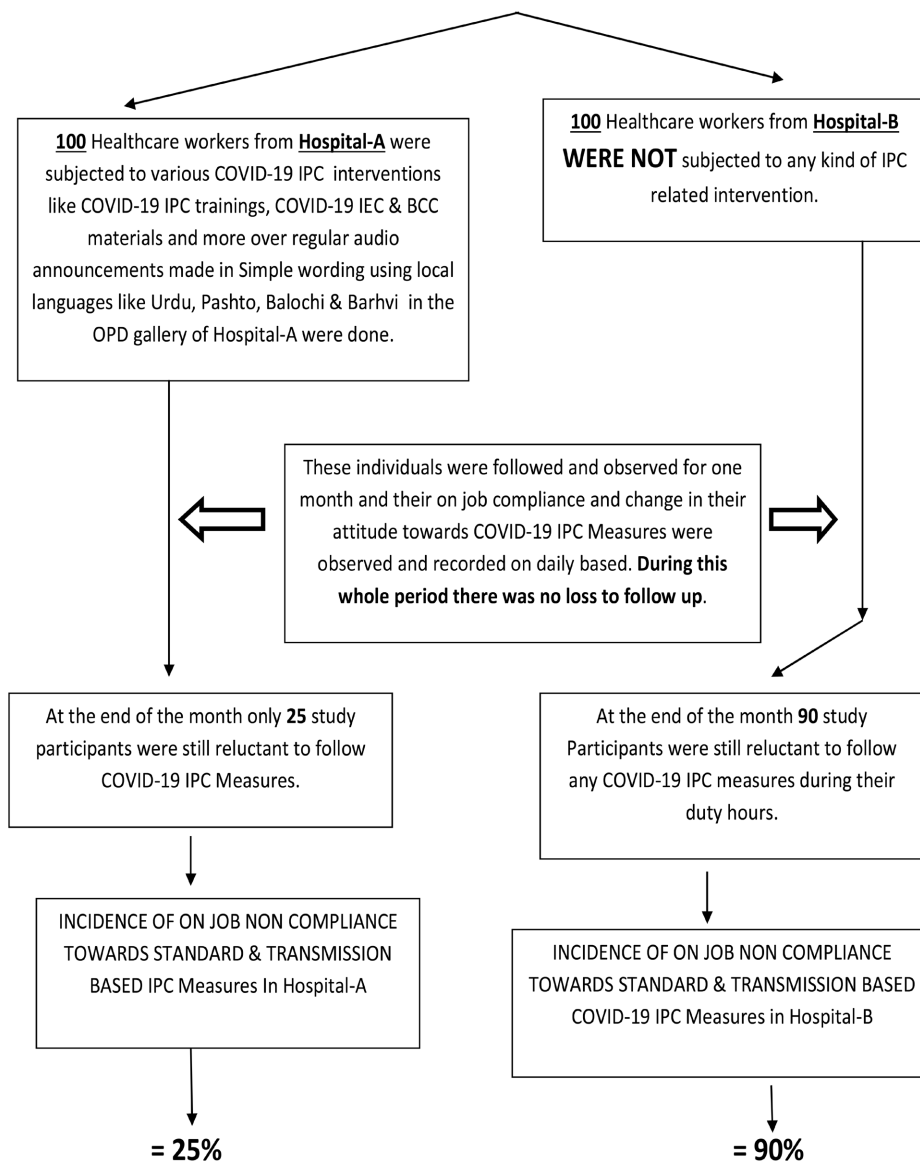 100 Healthcare workers from Hospital-A were
subjected to various COVID-19 IPC interventions
like COVID-19 IPC trainings, COVID-19 IEC & BCC
materials and more over regular audio
announcements made in Simple wording using local
languages like Urdu, Pashto, Balochi & Barhvi in the
OPD gallery of Hospital-A were done.
100 Healthcare workers from Hospital-B
WERE NOT subjected to any kind of IPC
related intervention.
These individuals were followed and observed for one
month and their on job compliance and change in their
attitude towards COVID-19 IPC Measures were
observed and recorded on daily based. During this
whole period there was no loss to follow up.
At the end of the month only 25 study
participants were still reluctant to follow
COVID-19 IPC Measures.
At the end of the month 90 study
Participants were still reluctant to follow
any COVID-19 IPC measures during their
duty hours.
INCIDENCE OF ON JOB NON COMPLIANCE
TOWARDS STANDARD & TRANSMISSION
BASED IPC Measures In Hospital-A
INCIDENCE OF ON JOB NON COMPLIANCE
TOWARDS STANDARD & TRANSMISSION BASED
COVID-19 IPC Measures in Hospital-B
= 25%
= 90%